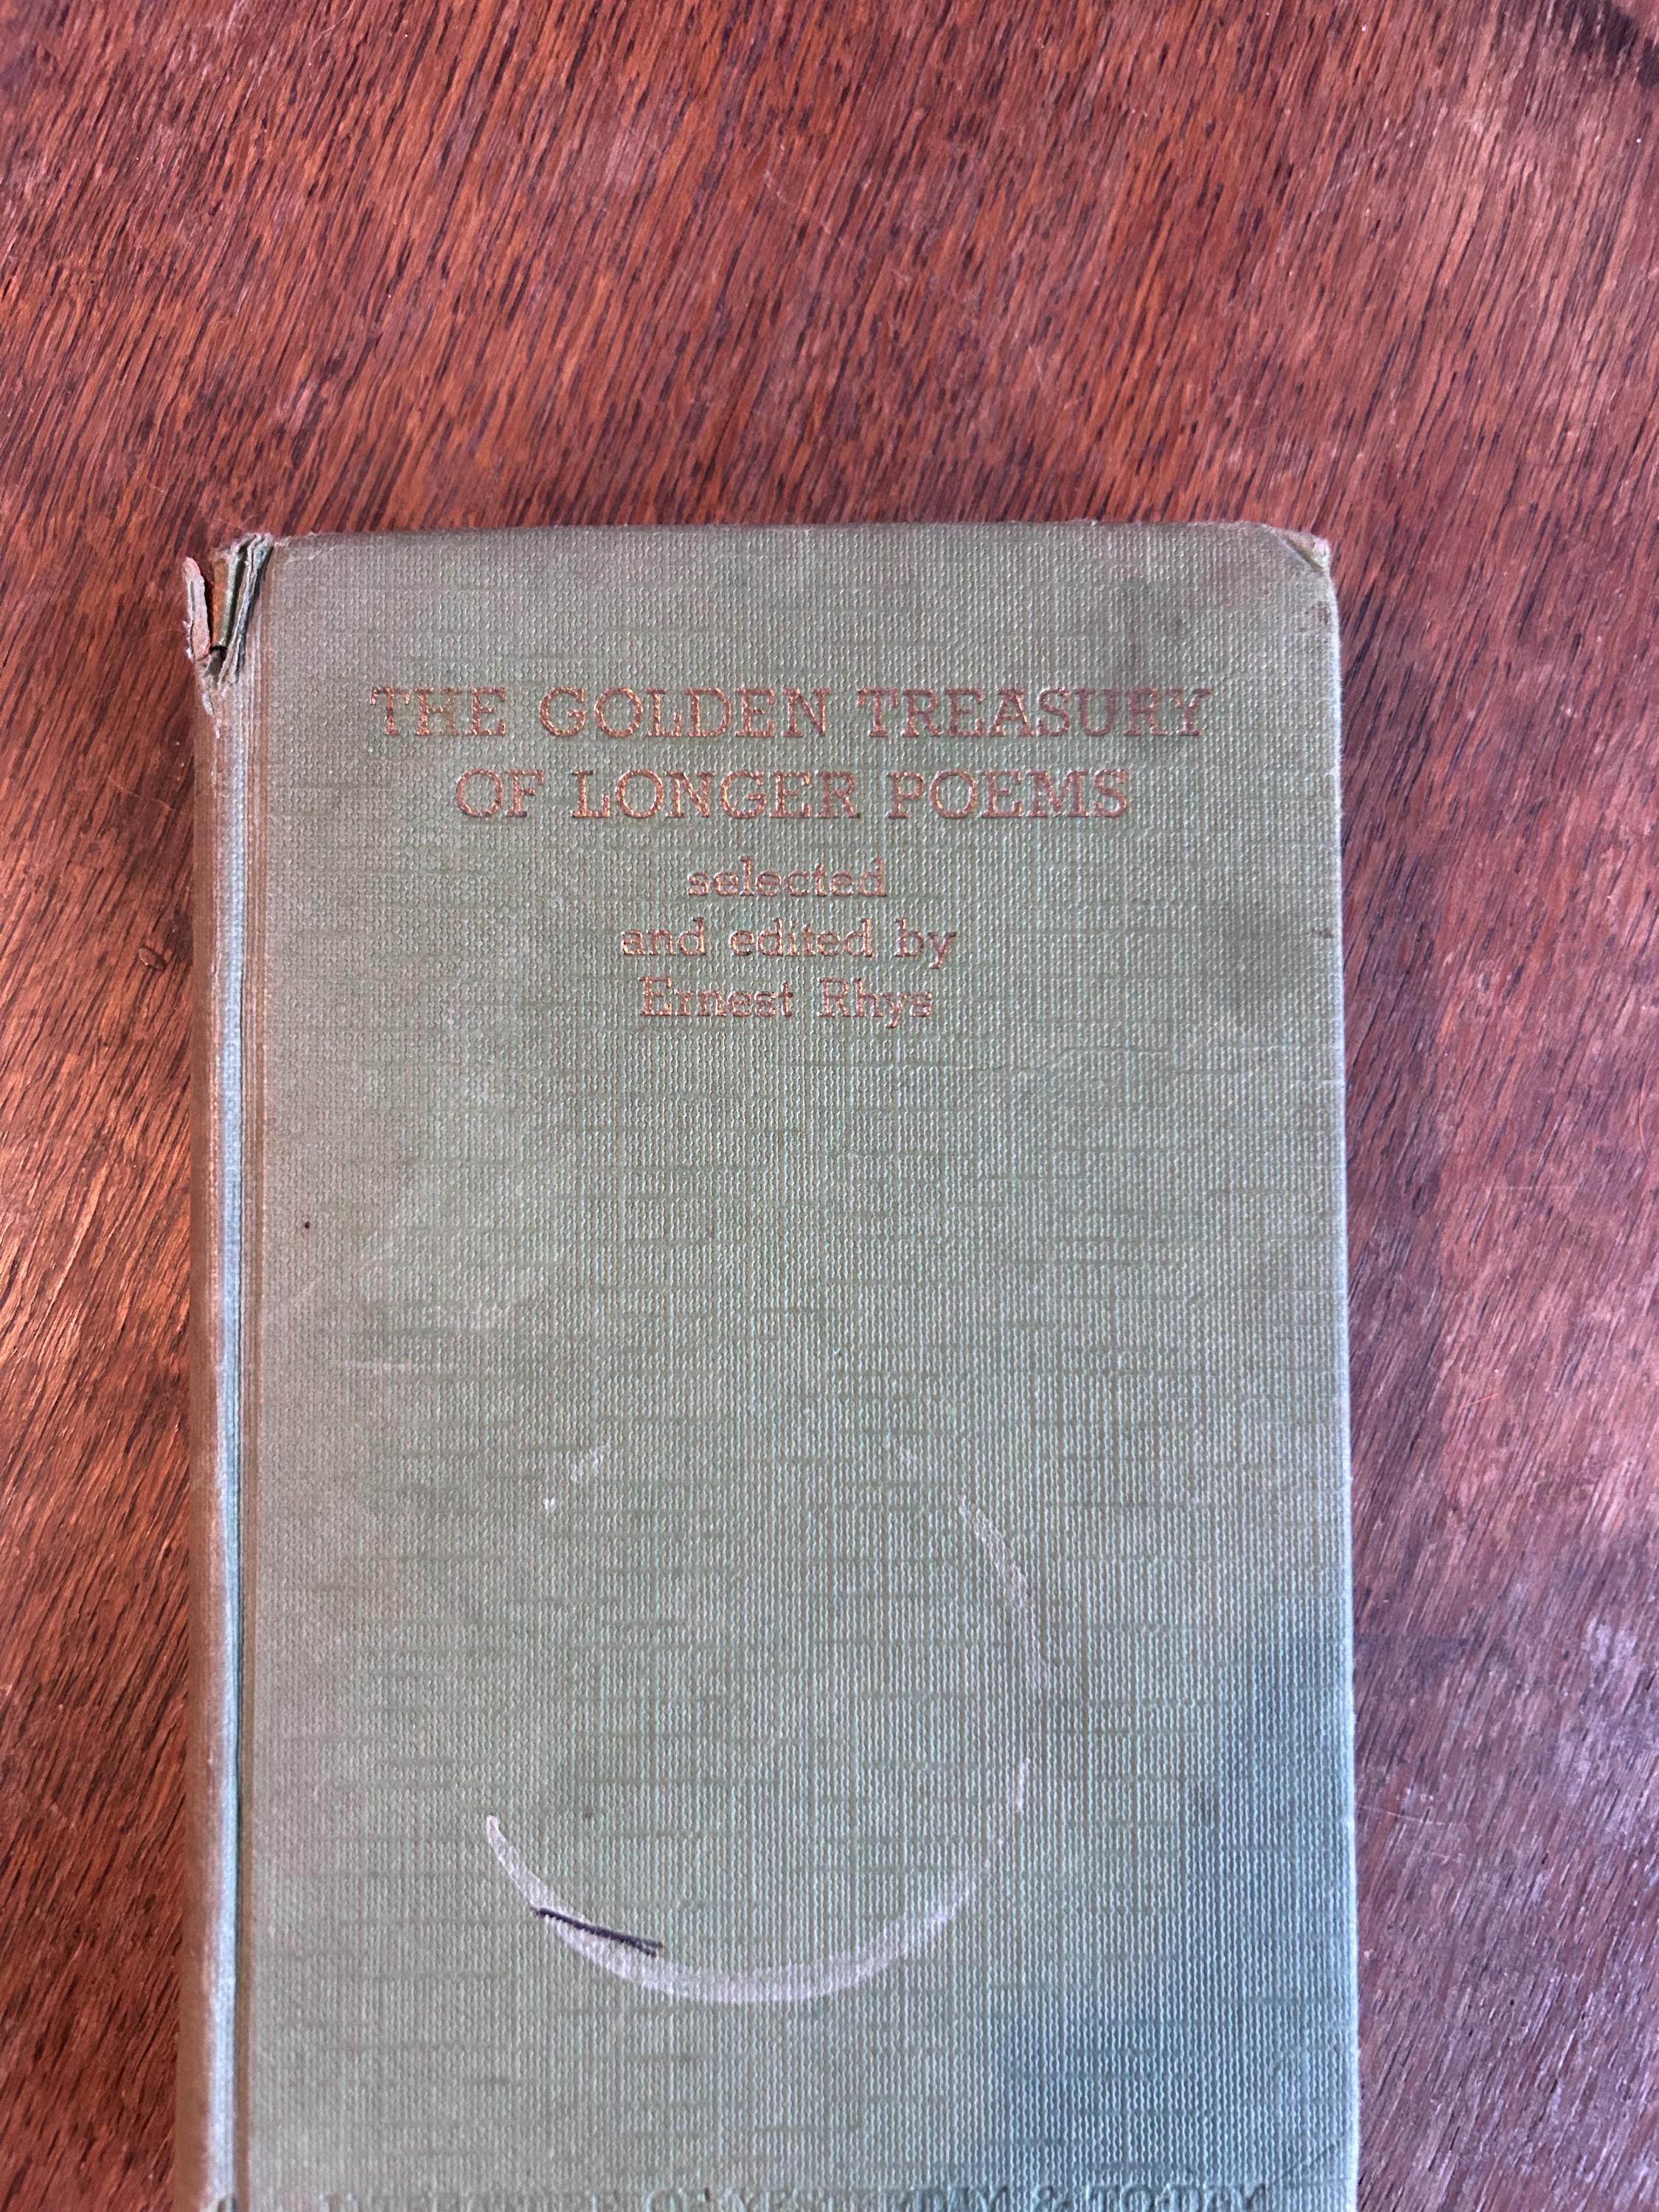 THE GOLDEN TREASURY
OF LONGER POEMS
selected
and edited by
Ernest Rhys